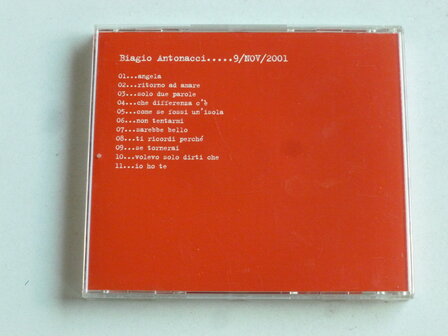 Biagio Antonacci.....9/NOV/2001
01...angela
02...ritorno ad amare
03...solo due parole
04...che differenza c'è
05...come se fossi un'isola
06...non tentarmi
07...sarebbe bello
08...ti ricordi perché
09...se tornerai
10...volevo solo dirti che
11...io ho te